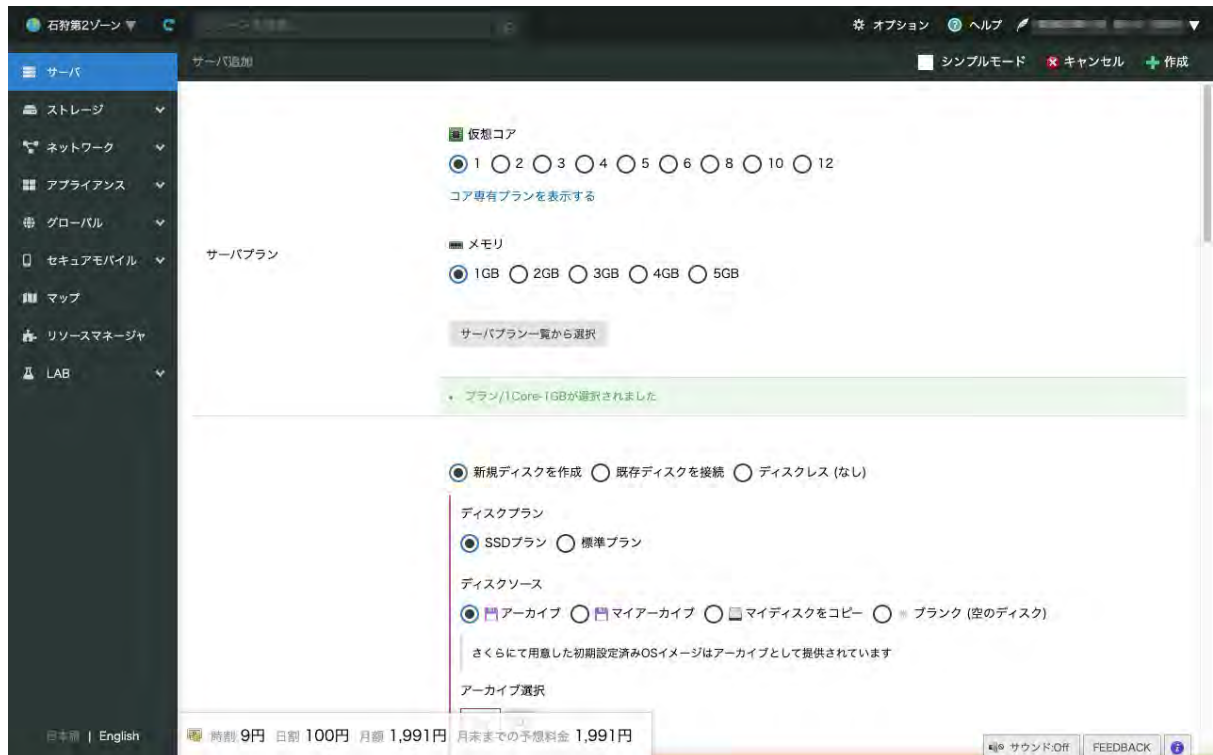 石狩第2ゾーン ▼
オプション ヘルプ ▼
サーバ
サーバ追加
シンプルモード キャンセル 作成
ストレージ
ネットワーク
アプライアンス
グローバル
セキュアモバイル
マップ
リソースマネージャ
LAB
サーバプラン
仮想コア
1 2 3 4 5 6 8 10 12
コア専有プランを表示する
メモリ
1GB 2GB 3GB 4GB 5GB
サーバプラン一覧から選択
• プラン/1Core-1GBが選択されました
新規ディスクを作成 既存ディスクを接続 ディスクレス (なし)
ディスクプラン
SSDプラン 標準プラン
ディスクソース
アーカイブ マイアーカイブ マイディスクをコピー ブランク (空のディスク)
さくらにて用意した初期設定済みOSイメージはアーカイブとして提供されています
アーカイブ選択
日本語 | English
時割 9円 日割 100円 月額 1,991円 月末までの予想料金 1,991円
サウンド:Off FEEDBACK